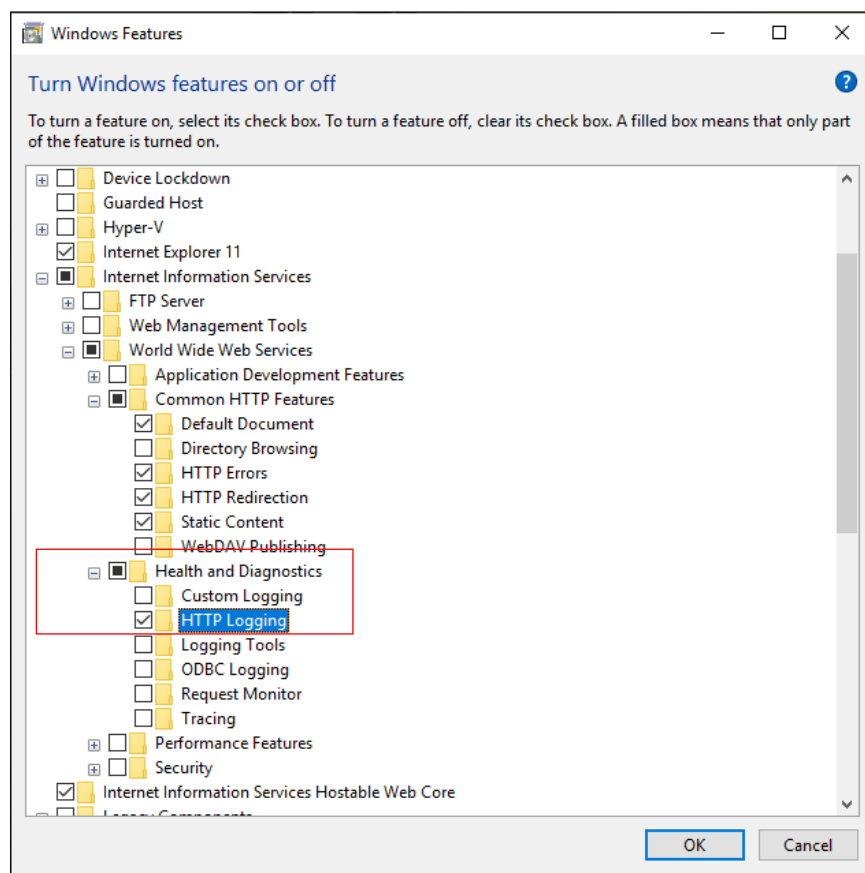 Windows Features
Turn Windows features on or off
To turn a feature on, select its check box. To turn a feature off, clear its check box. A filled box means that only part
of the feature is turned on.
Device Lockdown
Guarded Host
Hyper-V
Internet Explorer 11
Internet Information Services
FTP Server
Web Management Tools
World Wide Web Services
Application Development Features
Common HTTP Features
Default Document
Directory Browsing
HTTP Errors
HTTP Redirection
Static Content
WebDAV Publishing
Health and Diagnostics
Custom Logging
HTTP Logging
Logging Tools
ODBC Logging
Request Monitor
Tracing
Performance Features
Security
Internet Information Services Hostable Web Core
Legacy Components
OK Cancel